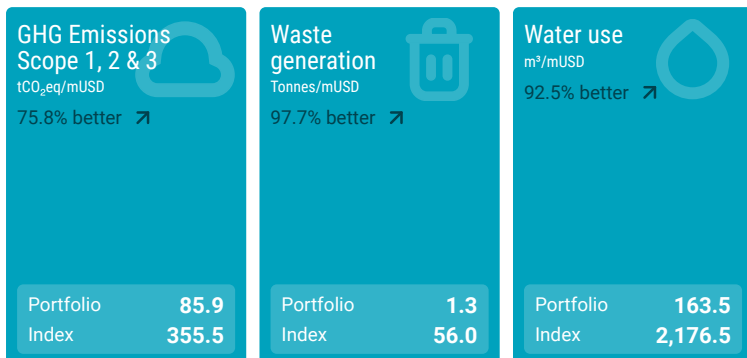 GHG Emissions
Scope 1, 2 & 3
tCO₂eq/mUSD
75.8% better
Portfolio 85.9
Index 355.5
Waste
generation
Tonnes/mUSD
97.7% better
Portfolio 1.3
Index 56.0
Water use
m³/mUSD
92.5% better
Portfolio 163.5
Index 2,176.5